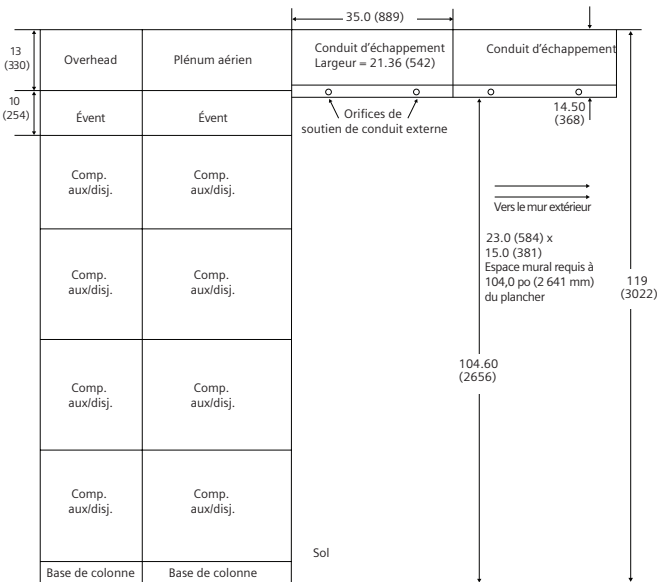 35.0 (889)
13
(330)
Overhead
Plénum aérien
Conduit d’échappement
Largeur = 21.36 (542)
Conduit d’échappement
10
(254)
Évent
Évent
Orifices de
soutien de conduit externe
14.50
(368)
Comp.
aux/disj.
Comp.
aux/disj.
Vers le mur extérieur
23.0 (584) x
15.0 (381)
Espace mural requis à
104,0 po (2 641 mm)
du plancher
119
(3022)
Comp.
aux/disj.
Comp.
aux/disj.
104.60
(2656)
Comp.
aux/disj.
Comp.
aux/disj.
Comp.
aux/disj.
Comp.
aux/disj.
Sol
Base de colonne
Base de colonne